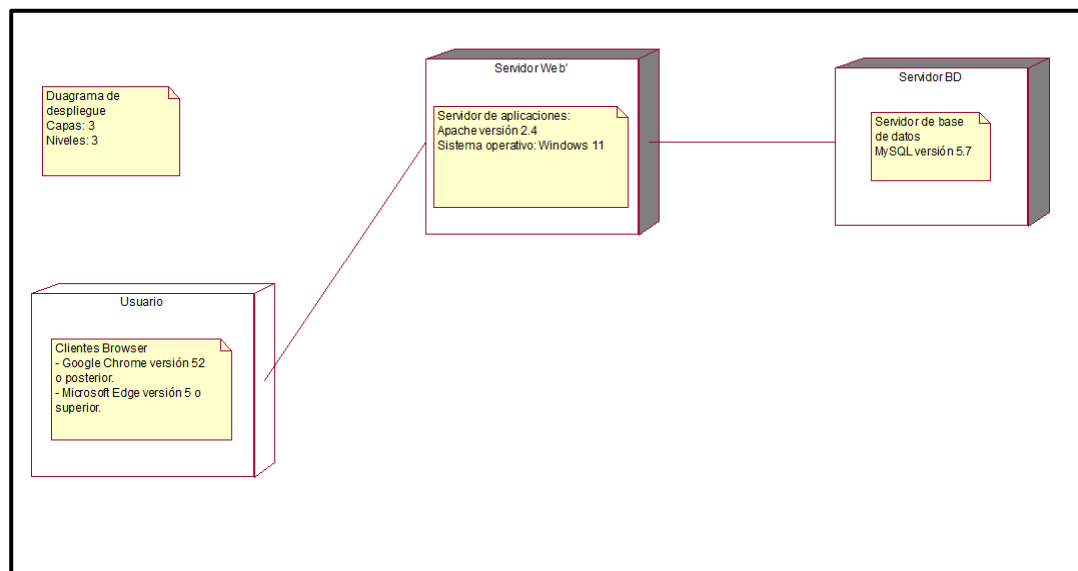 Duagrama de
despliegue
Capas: 3
Niveles: 3
Servidor Web'
Servidor de aplicaciones:
Apache versión 2.4
Sistema operativo: Windows 11
Servidor BD
Servidor de base
de datos
MySQL versión 5.7
Usuario
Clientes Browser
- Google Chrome versión 52
o posterior.
- Microsoft Edge versión 5 o
superior.